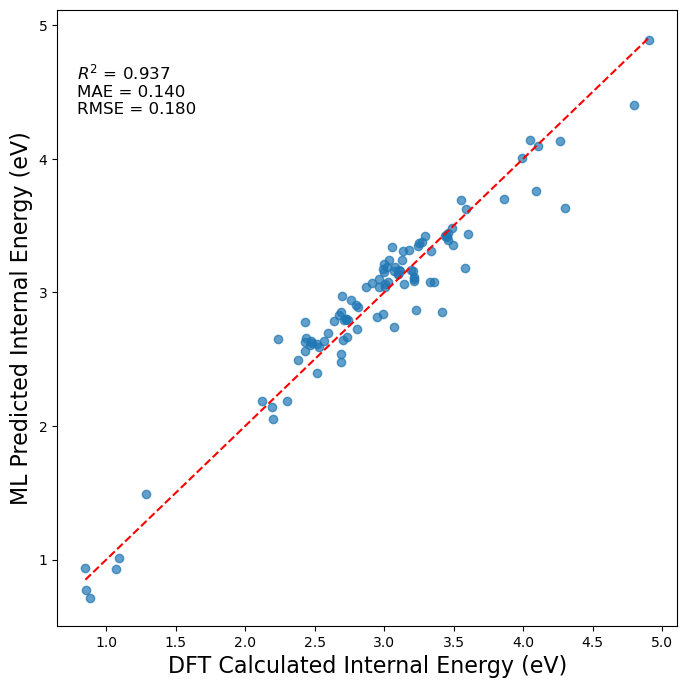 R² = 0.937
MAE = 0.140
RMSE = 0.180
5
4
3
2
1
ML Predicted Internal Energy (eV)
1.0 1.5 2.0 2.5 3.0 3.5 4.0 4.5 5.0
DFT Calculated Internal Energy (eV)